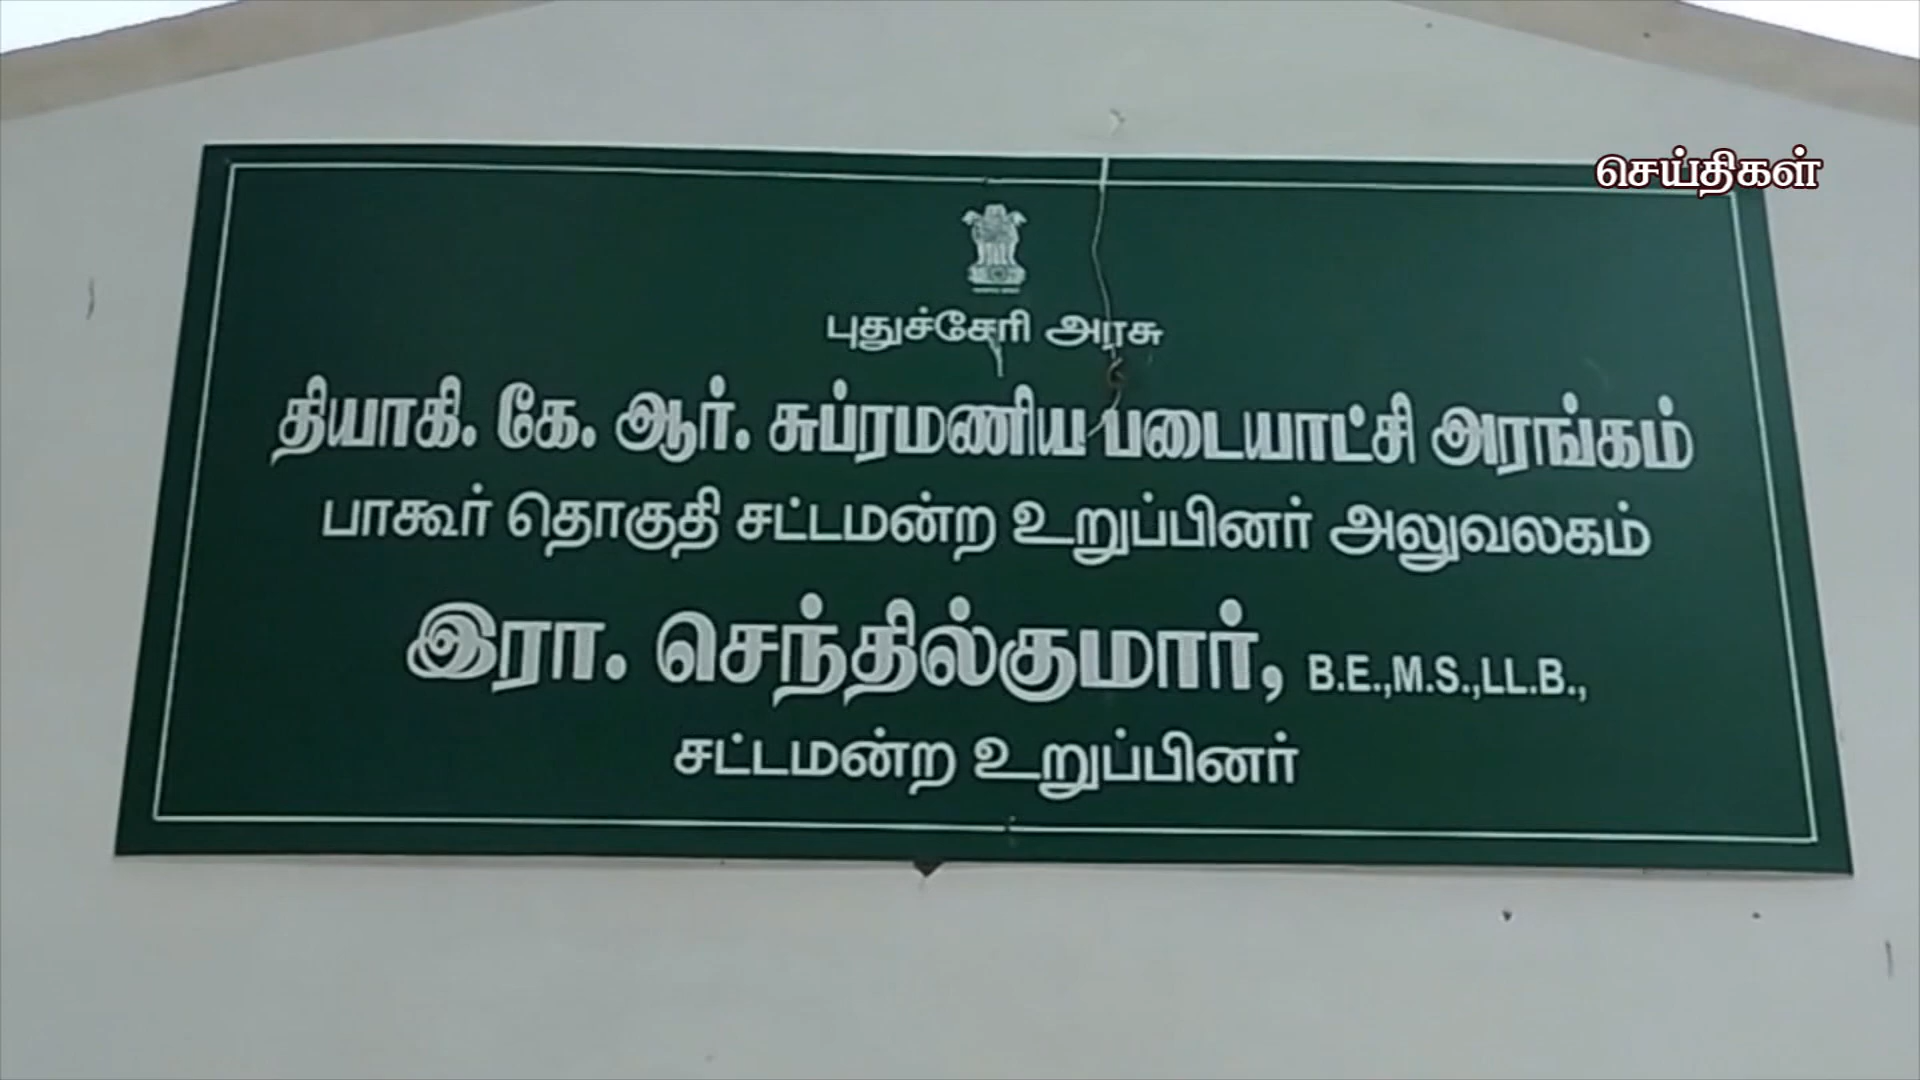 செய்திகள்
புதுச்சேரி அரசு
தியாகி. கே. ஆர். சுப்ரமணிய படையாட்சி அரங்கம்
பாகூர் தொகுதி சட்டமன்ற உறுப்பினர் அலுவலகம்
இரா. செந்தில்குமார், B.E.,M.S.,LL.B.,
சட்டமன்ற உறுப்பினர்